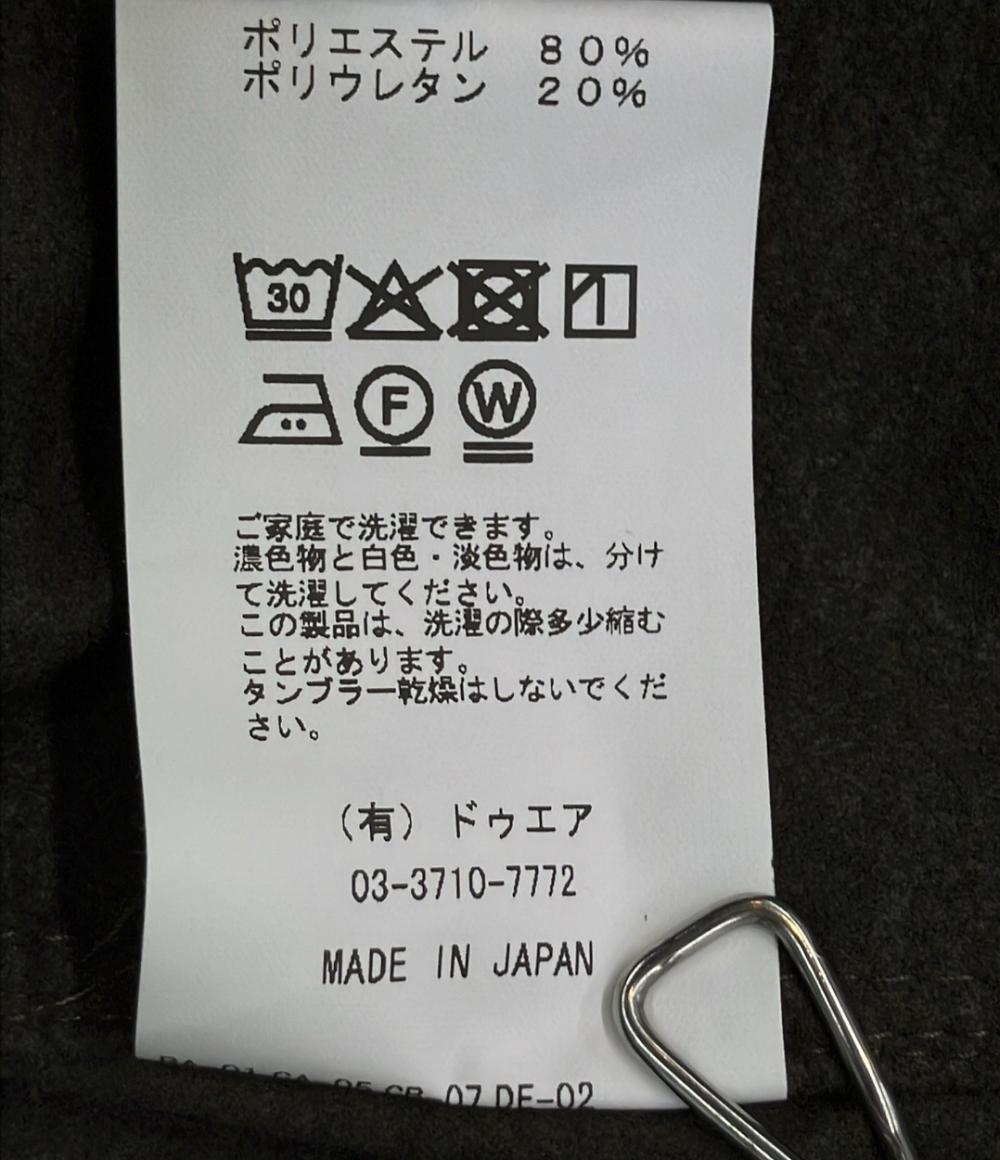 ポリエステル 80%
ポリウレタン 20%
30
F W
ご家庭で洗濯できます。
濃色物と白色・淡色物は、分け
て洗濯してください。
この製品は、洗濯の際多少縮む
ことがあります。
タンブラー乾燥はしないでくだ
さい。
(有) ドゥエア
03-3710-7772
MADE IN JAPAN
07 DE-02